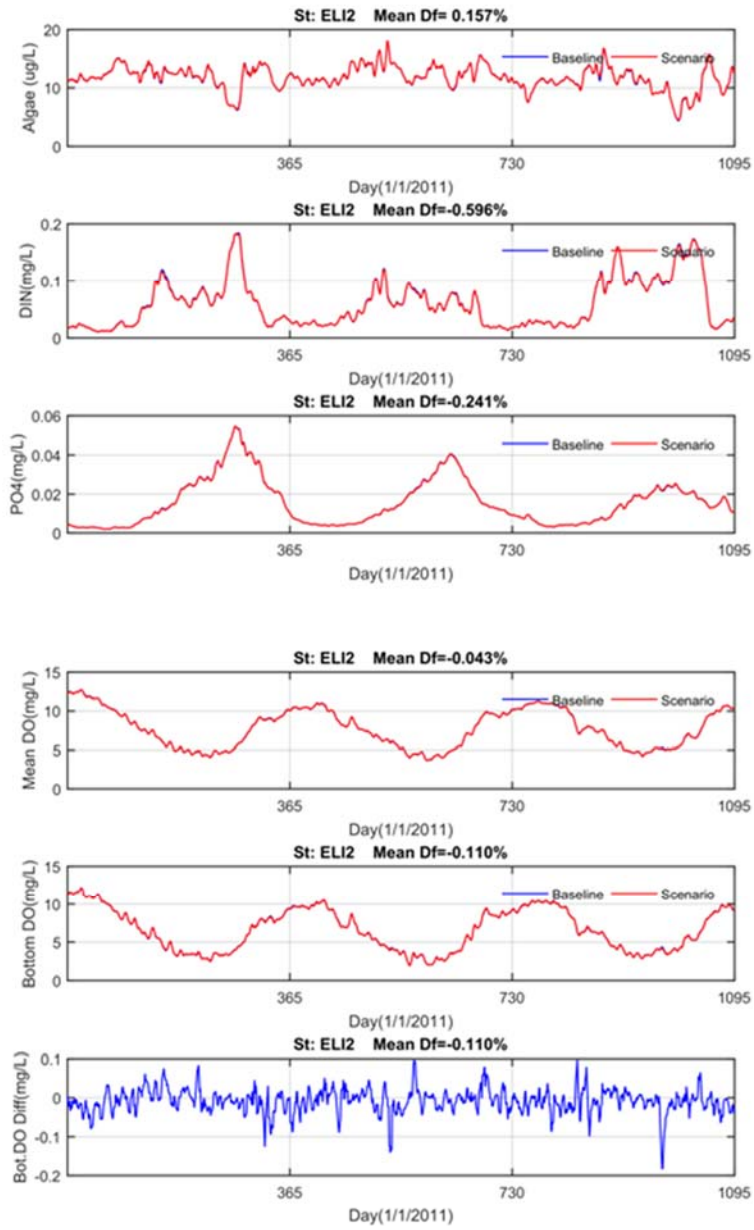 St: ELI2 Mean Df= 0.157%
20
10
0
Algae (ug/L)
Baseline Scenario
365 730 1095
Day(1/1/2011)
St: ELI2 Mean Df=-0.596%
0.2
0.1
0
DIN(mg/L)
Baseline Scenario
365 730 1095
Day(1/1/2011)
St: ELI2 Mean Df=-0.241%
0.06
0.04
0.02
0
PO4(mg/L)
Baseline Scenario
365 730 1095
Day(1/1/2011)
St: ELI2 Mean Df=-0.043%
15
10
5
0
Mean DO(mg/L)
Baseline Scenario
365 730 1095
Day(1/1/2011)
St: ELI2 Mean Df=-0.110%
15
10
5
0
Bottom DO(mg/L)
Baseline Scenario
365 730 1095
Day(1/1/2011)
St: ELI2 Mean Df=-0.110%
0.1
0
-0.1
-0.2
Bot.DO Diff(mg/L)
365 730 1095
Day(1/1/2011)